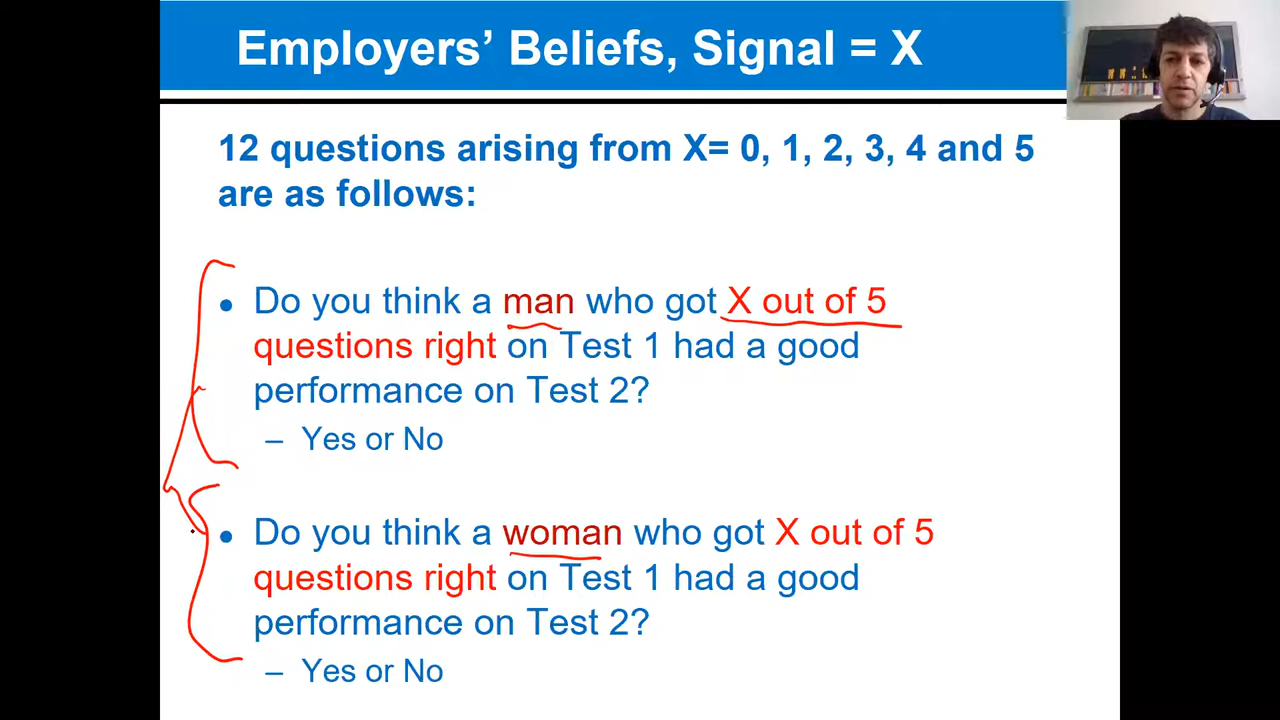 Employers’ Beliefs, Signal = X
12 questions arising from X= 0, 1, 2, 3, 4 and 5
are as follows:
• Do you think a man who got X out of 5
questions right on Test 1 had a good
performance on Test 2?
– Yes or No
• Do you think a woman who got X out of 5
questions right on Test 1 had a good
performance on Test 2?
– Yes or No